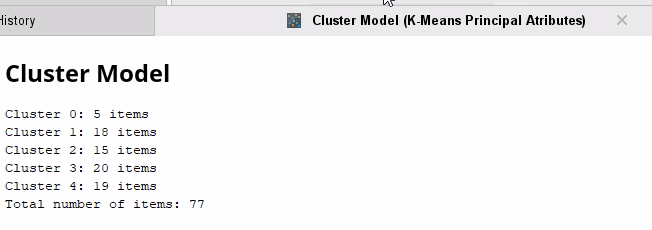 History
Cluster Model (K-Means Principal Atributes)
Cluster Model
Cluster 0: 5 items
Cluster 1: 18 items
Cluster 2: 15 items
Cluster 3: 20 items
Cluster 4: 19 items
Total number of items: 77